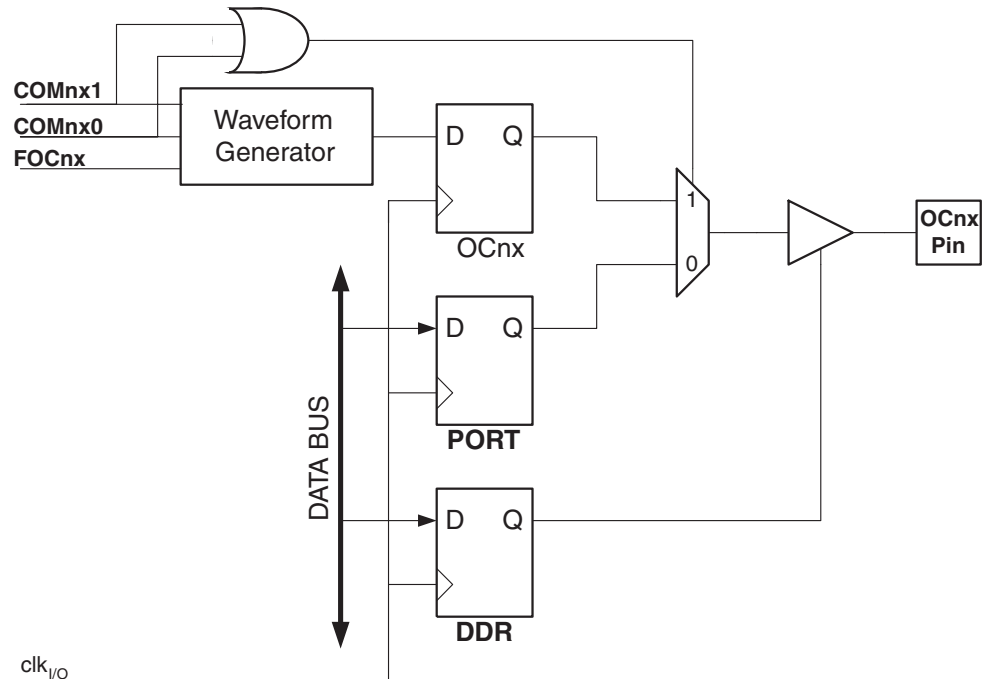 COMnx1
COMnx0
FOCnx
Waveform
Generator
D Q
OCnx
1
0
OCnx
Pin
DATA BUS
D Q
PORT
D Q
DDR
clkI/O